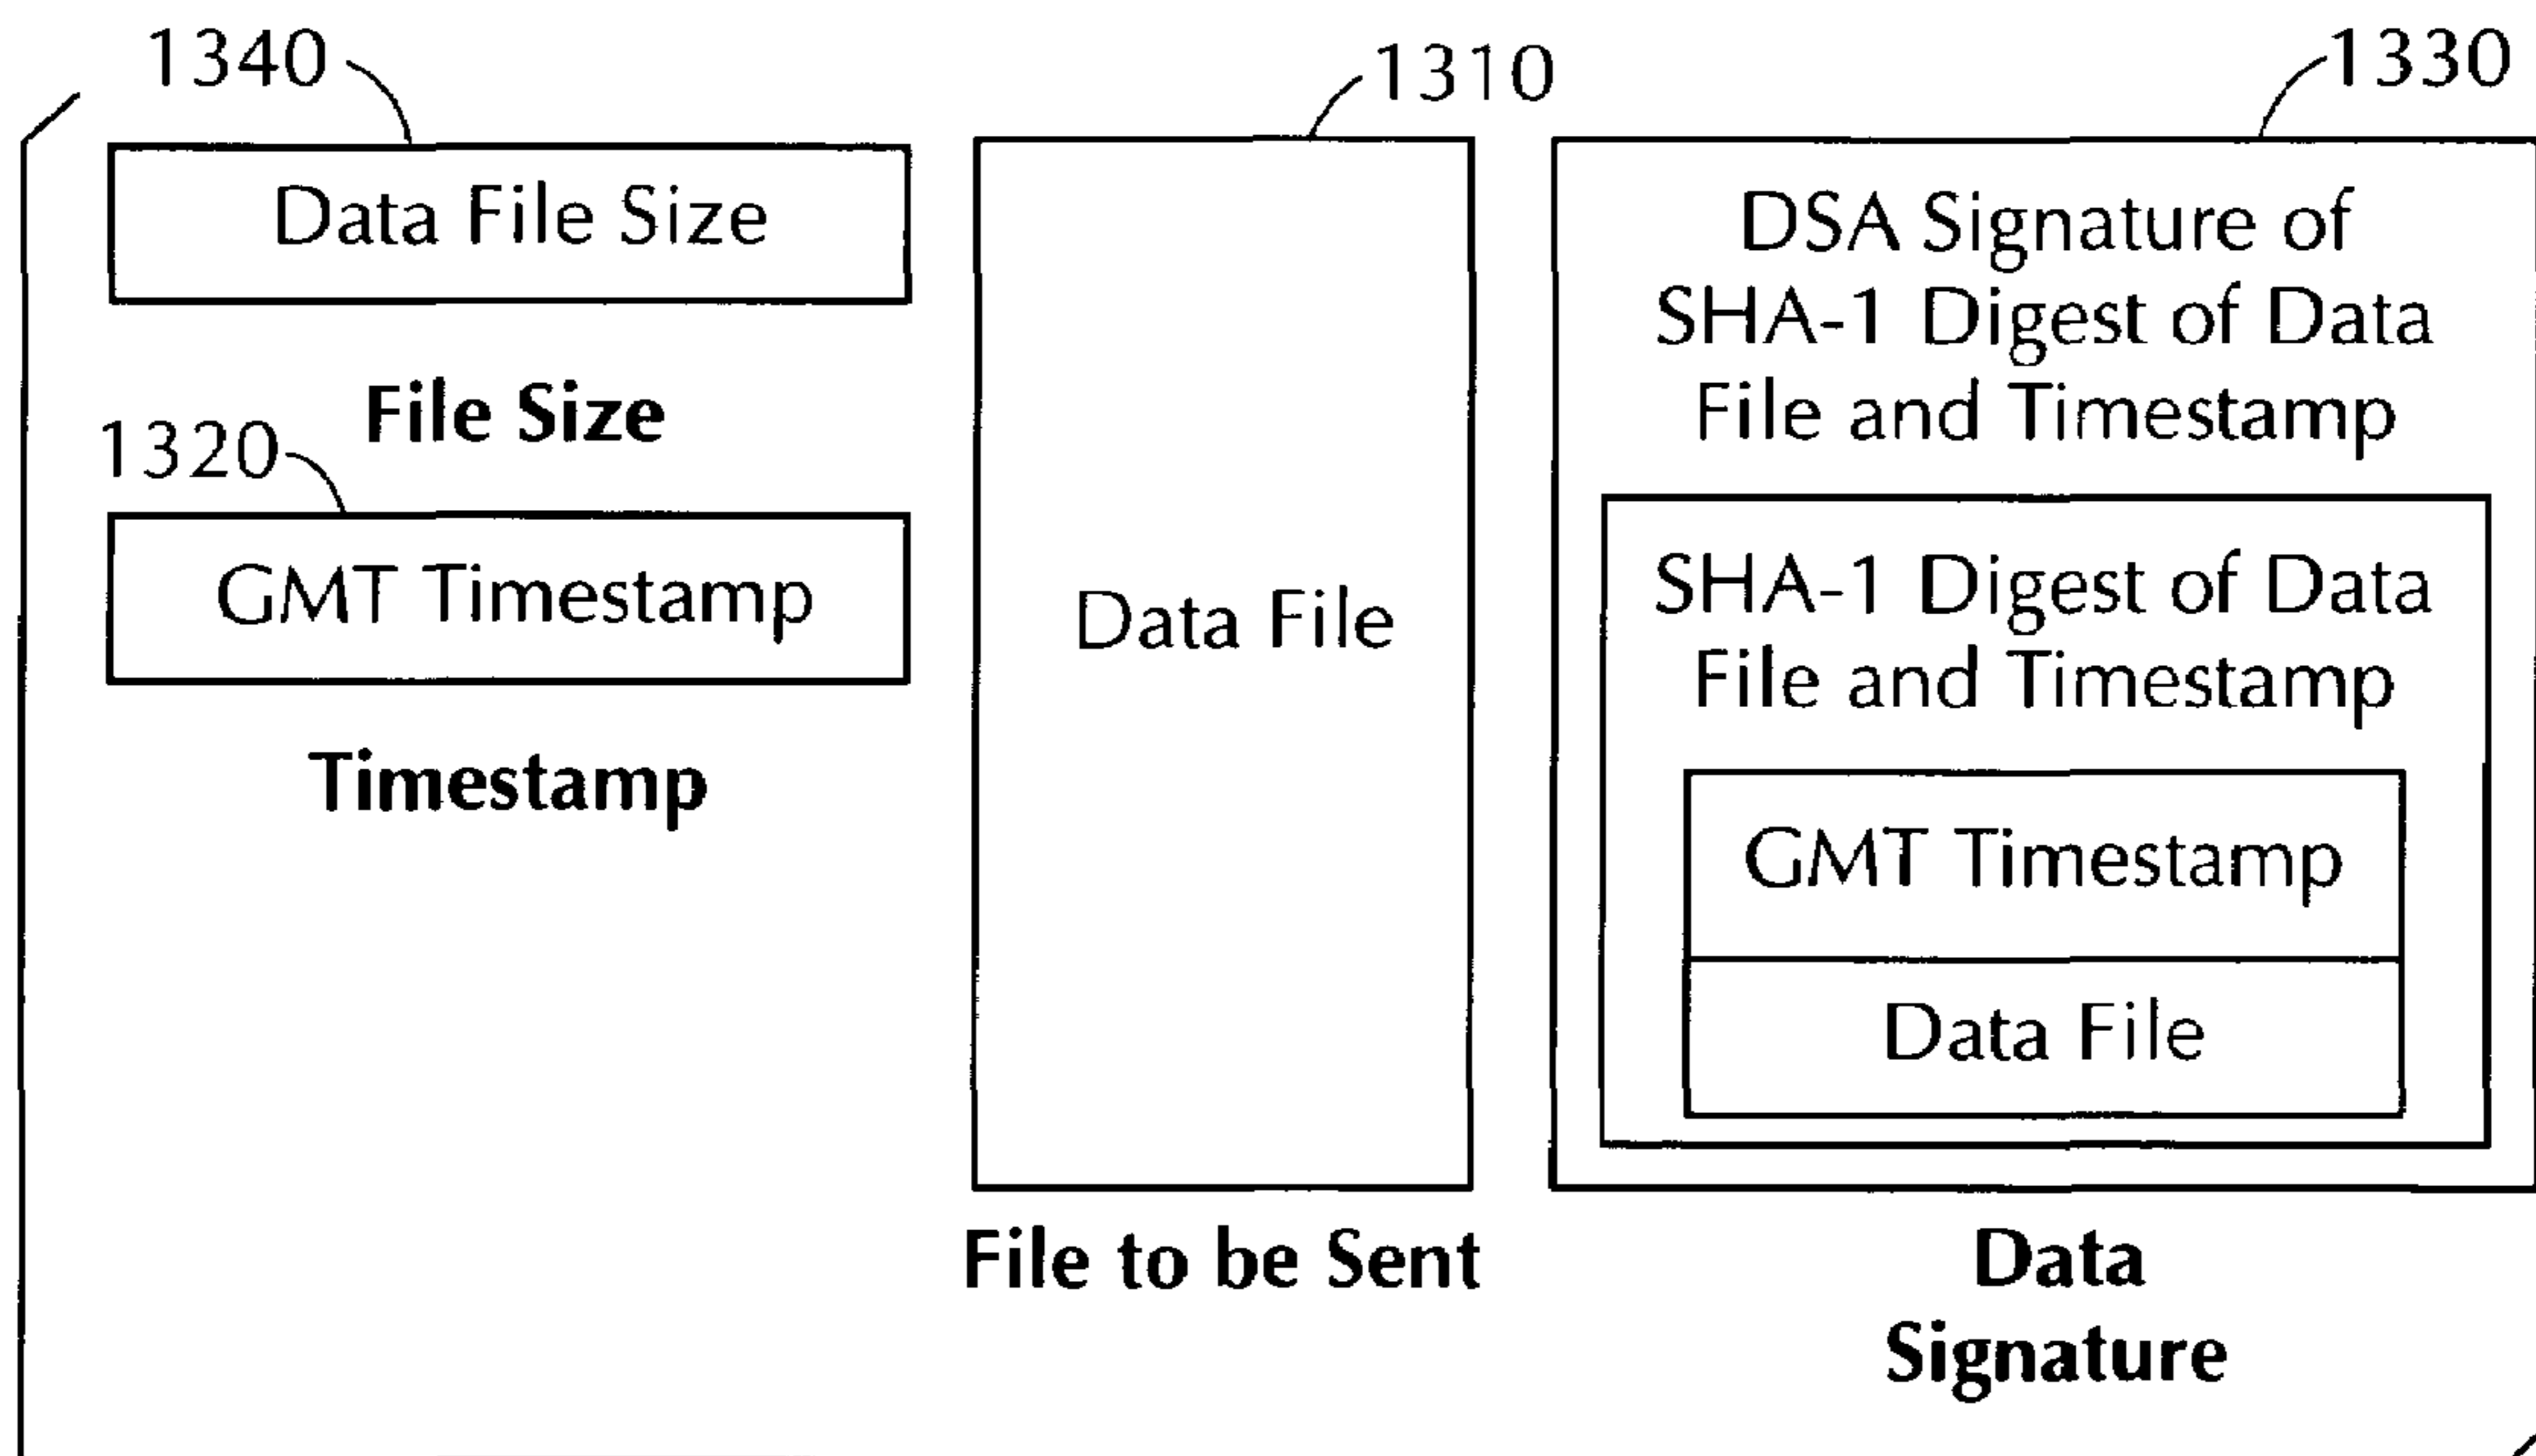 1340
Data File Size
File Size
1320
GMT Timestamp
Timestamp
1310
Data File
File to be Sent
1330
DSA Signature of
SHA-1 Digest of Data
File and Timestamp
SHA-1 Digest of Data
File and Timestamp
GMT Timestamp
Data File
Data
Signature